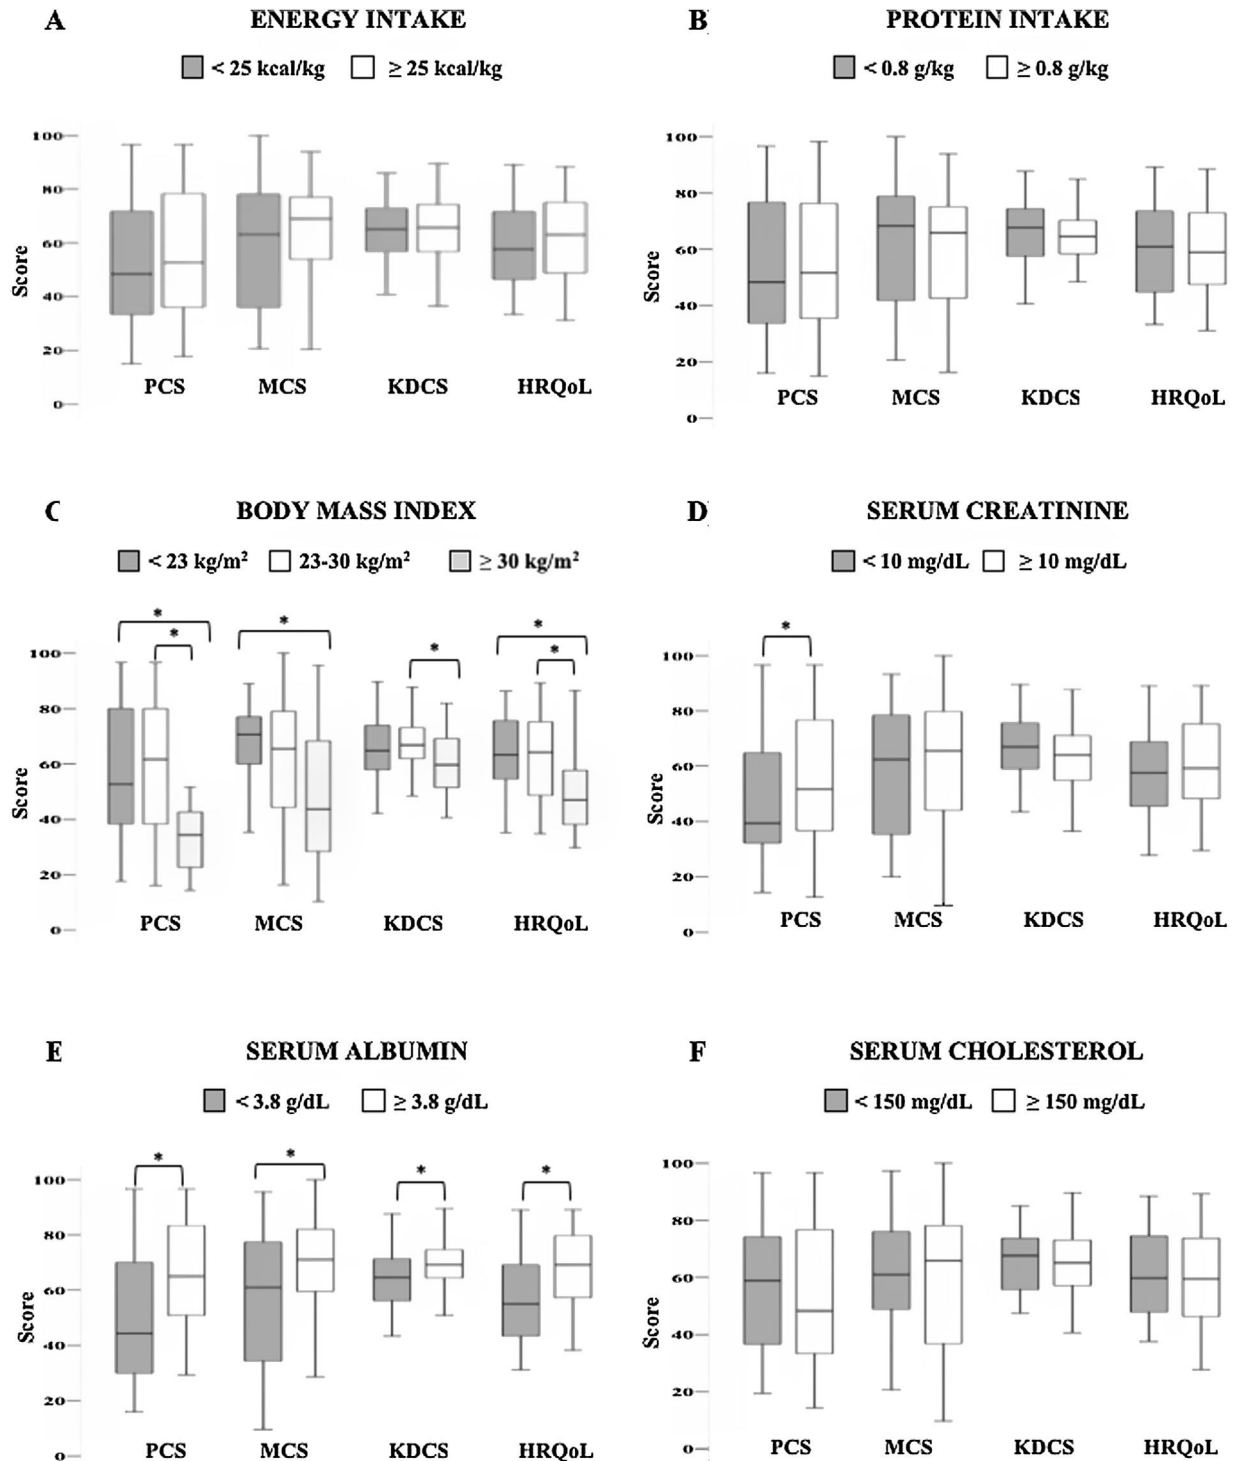 A ENERGY INTAKE
< 25 kcal/kg ≥ 25 kcal/kg
100
80
60
40
20
0
Score
PCS MCS KDCS HRQoL
B PROTEIN INTAKE
< 0.8 g/kg ≥ 0.8 g/kg
100
80
60
40
20
0
Score
PCS MCS KDCS HRQoL
C BODY MASS INDEX
< 23 kg/m² 23-30 kg/m² ≥ 30 kg/m²
* * * * * *
100
80
60
40
20
0
Score
PCS MCS KDCS HRQoL
D SERUM CREATININE
< 10 mg/dL ≥ 10 mg/dL
*
100
80
60
40
20
0
Score
PCS MCS KDCS HRQoL
E SERUM ALBUMIN
< 3.8 g/dL ≥ 3.8 g/dL
* * * *
100
80
60
40
20
0
Score
PCS MCS KDCS HRQoL
F SERUM CHOLESTEROL
< 150 mg/dL ≥ 150 mg/dL
100
80
60
40
20
0
Score
PCS MCS KDCS HRQoL